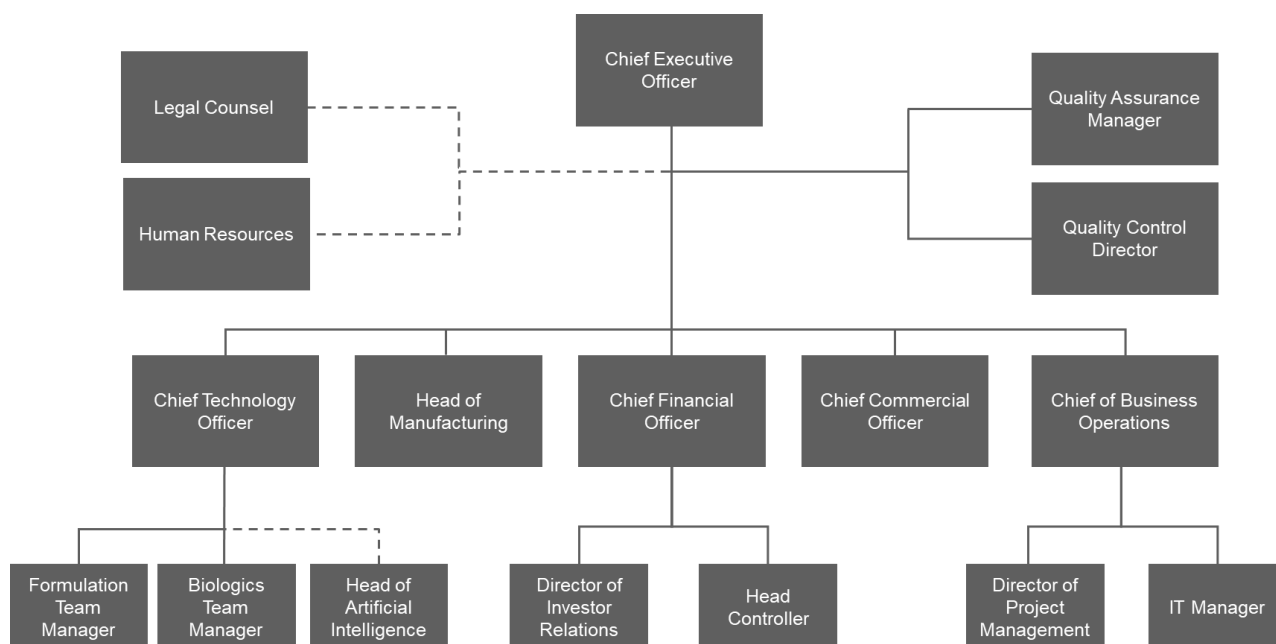 Chief Executive
Officer
Legal Counsel
Quality Assurance
Manager
Human Resources
Quality Control
Director
Chief Technology
Officer
Head of
Manufacturing
Chief Financial
Officer
Chief Commercial
Officer
Chief of Business
Operations
Formulation
Team
Manager
Biologics
Team
Manager
Head of
Artificial
Intelligence
Director of
Investor
Relations
Head
Controller
Director of
Project
Management
IT Manager